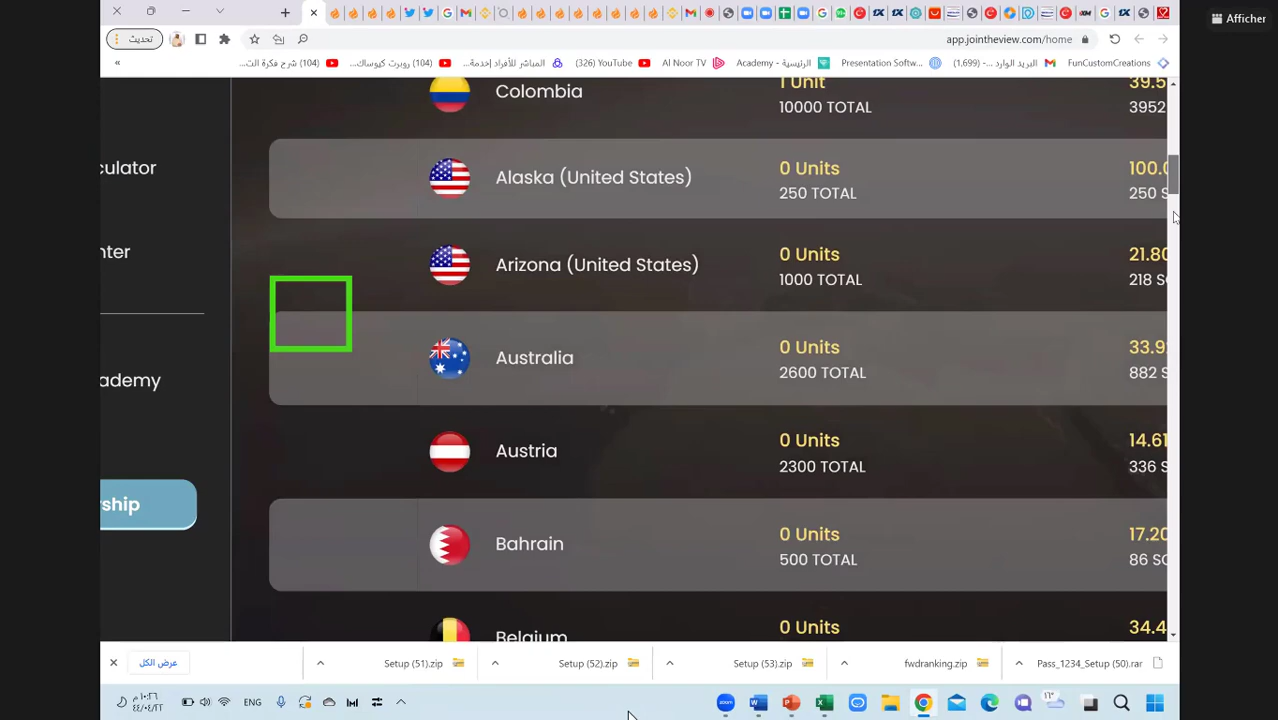 Afficher
تحديث
app.jointheview.com/home
(104) شرح فكرة الت...
(104) روبرت كيوساك...
المباشر للأفراد |خدمة...
(326) YouTube
Al Noor TV
Academy - الرئيسية
Presentation Softw...
(1.699) - البريد الوارد...
FunCustomCreations
Colombia
1 Unit
39.5
10000 TOTAL
3952
culator
Alaska (United States)
0 Units
100.0
250 TOTAL
250 S
nter
Arizona (United States)
0 Units
21.80
1000 TOTAL
218 S
Australia
0 Units
33.9
2600 TOTAL
882 S
ademy
Austria
0 Units
14.61
2300 TOTAL
336 S
rship
Bahrain
0 Units
17.20
500 TOTAL
86 S
Belgium
0 Units
34.4
عرض الكل
Setup (51).zip
Setup (52).zip
Setup (53).zip
fwdranking.zip
Pass_1234_Setup (50).rar
ENG